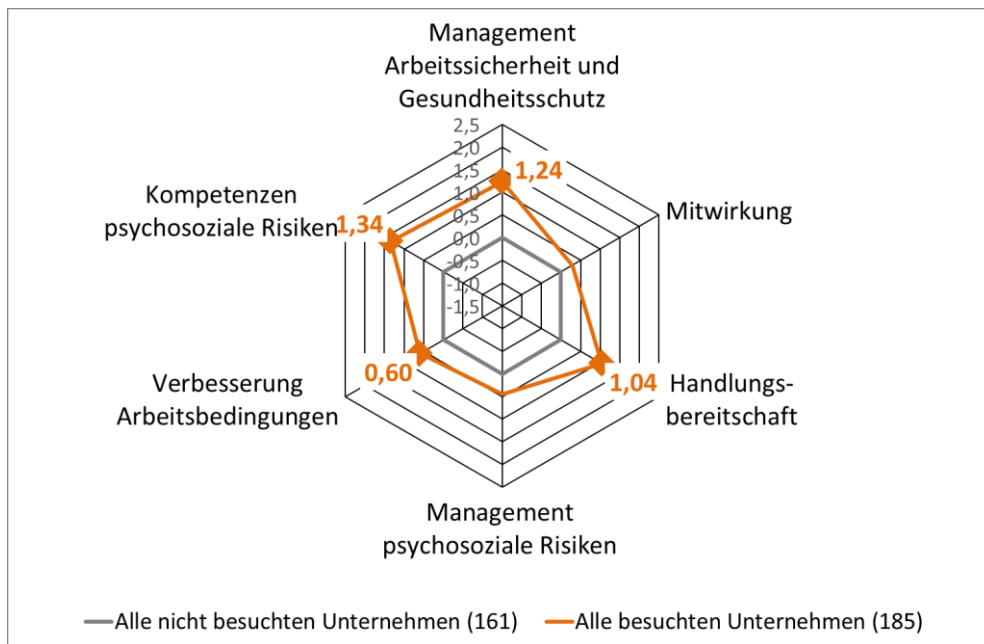 Management
Arbeitssicherheit und
Gesundheitsschutz
2,5
2,0
1,5
1,0
0,5
0,0
-0,5
-1,0
-1,5
1,24
Mitwirkung
Kompetenzen
psychosoziale Risiken
1,34
Verbesserung
Arbeitsbedingungen
0,60
1,04
Handlungs-
bereitschaft
Management
psychosoziale Risiken
Alle nicht besuchten Unternehmen (161)
Alle besuchten Unternehmen (185)